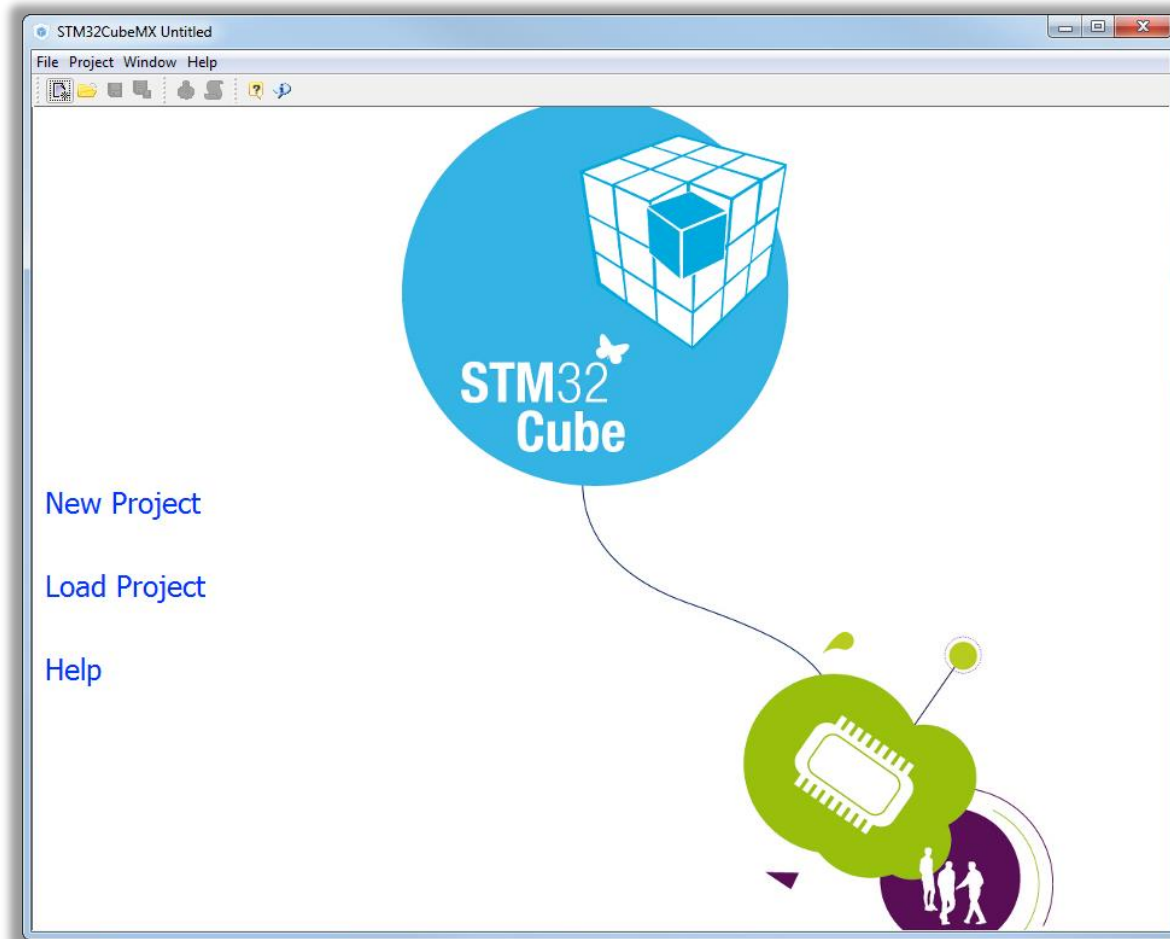 STM32CubeMX Untitled
File Project Window Help
STM32
Cube
New Project
Load Project
Help